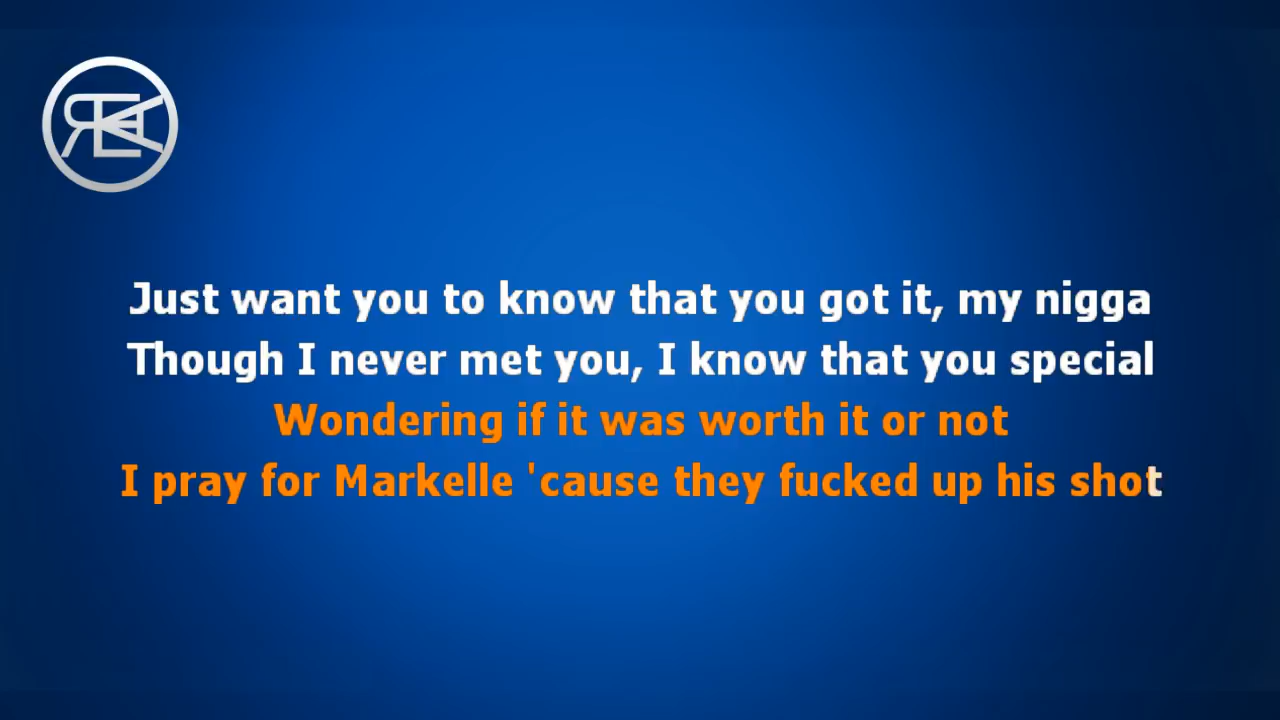 Just want you to know that you got it, my nigga
Though I never met you, I know that you special
Wondering if it was worth it or not
I pray for Markelle 'cause they fucked up his shot